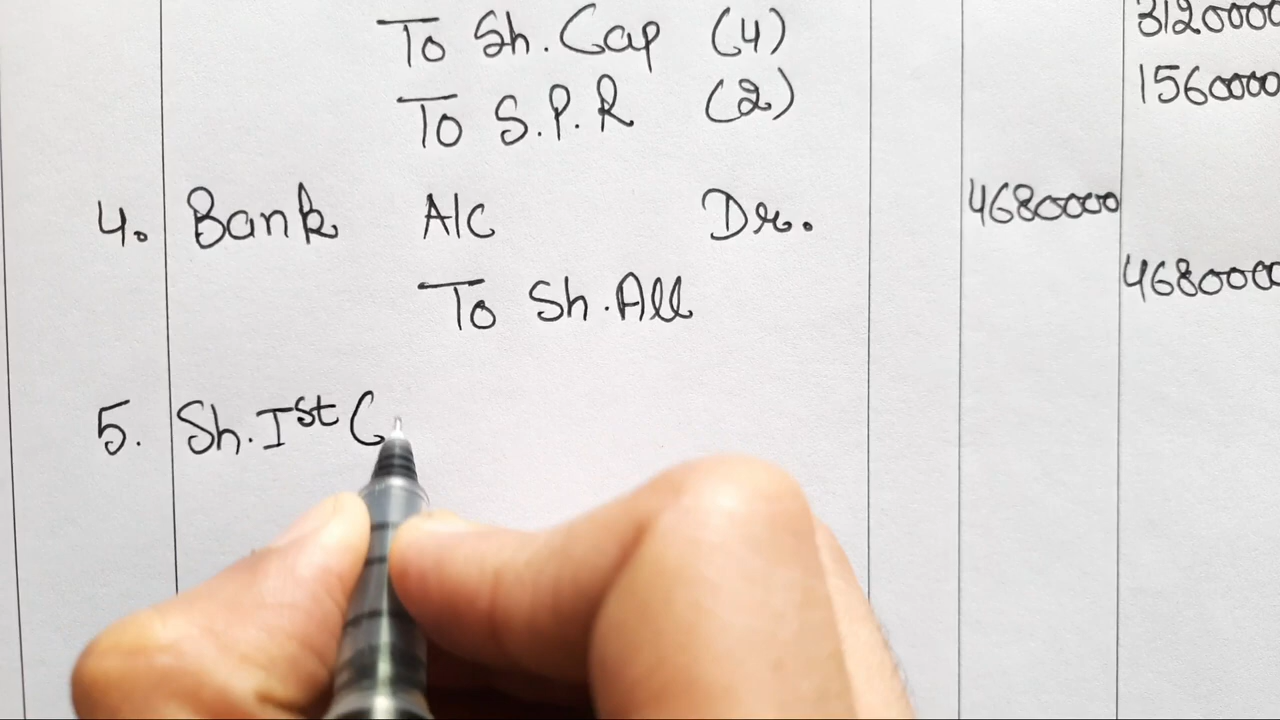 To Sh. Cap (4) 3120000
To S.P.R (2) 1560000
4. Bank A/C Dr. 4680000
To Sh. All 4680000
5. Sh. Ist C